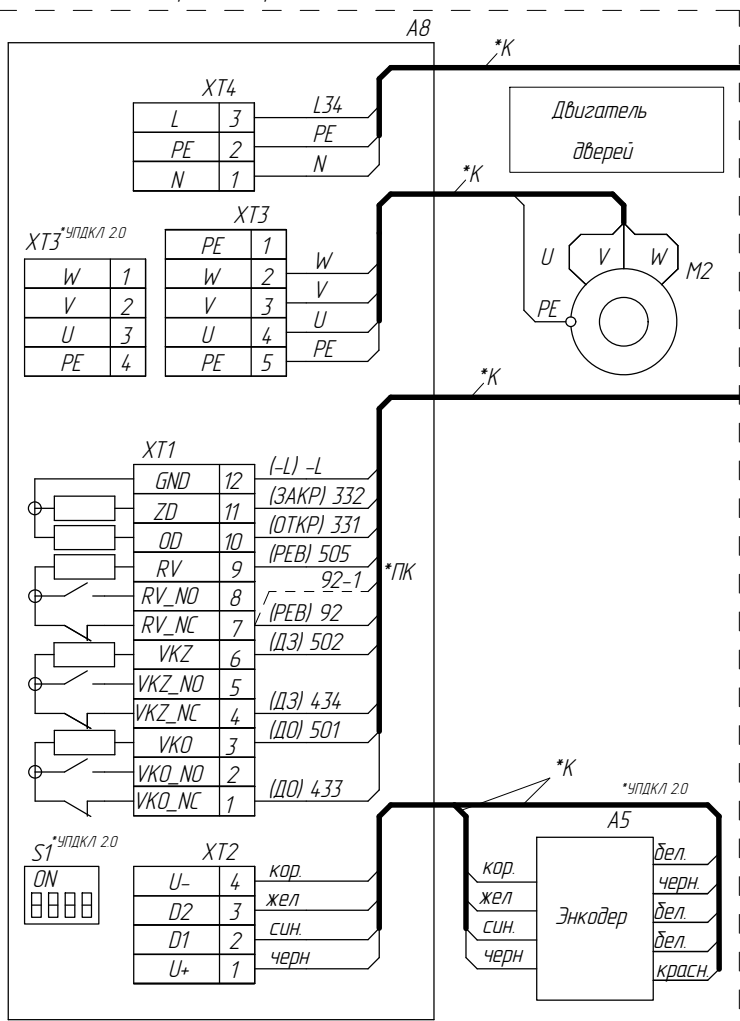 A8
*К
XT4
L 3 L34
PE 2 PE
N 1 N
Двигатель
дверей
*К
XT3
PE 1
W 2 W
V 3 V
U 4 U
PE 5 PE
XT3 *УПДКЛ 2.0
W 1
V 2
U 3
PE 4
U V W
M2
PE
*К
XT1
GND 12 (-L) -L
ZD 11 (ЗАКР) 332
OD 10 (ОТКР) 331
RV 9 (РЕВ) 505
*ПК
RV_NO 8 92-1
RV_NC 7 (РЕВ) 92
VKZ 6 (ДЗ) 502
VKZ_NO 5
VKZ_NC 4 (ДЗ) 434
VKO 3 (ДО) 501
VKO_NO 2
VKO_NC 1 (ДО) 433
*К
*УПДКЛ 2.0
S1 *УПДКЛ 2.0
ON
XT2
U- 4 кор.
D2 3 жел
D1 2 син.
U+ 1 черн
A5
Энкодер
кор.
жел
син.
черн
бел.
черн.
бел.
бел.
красн.